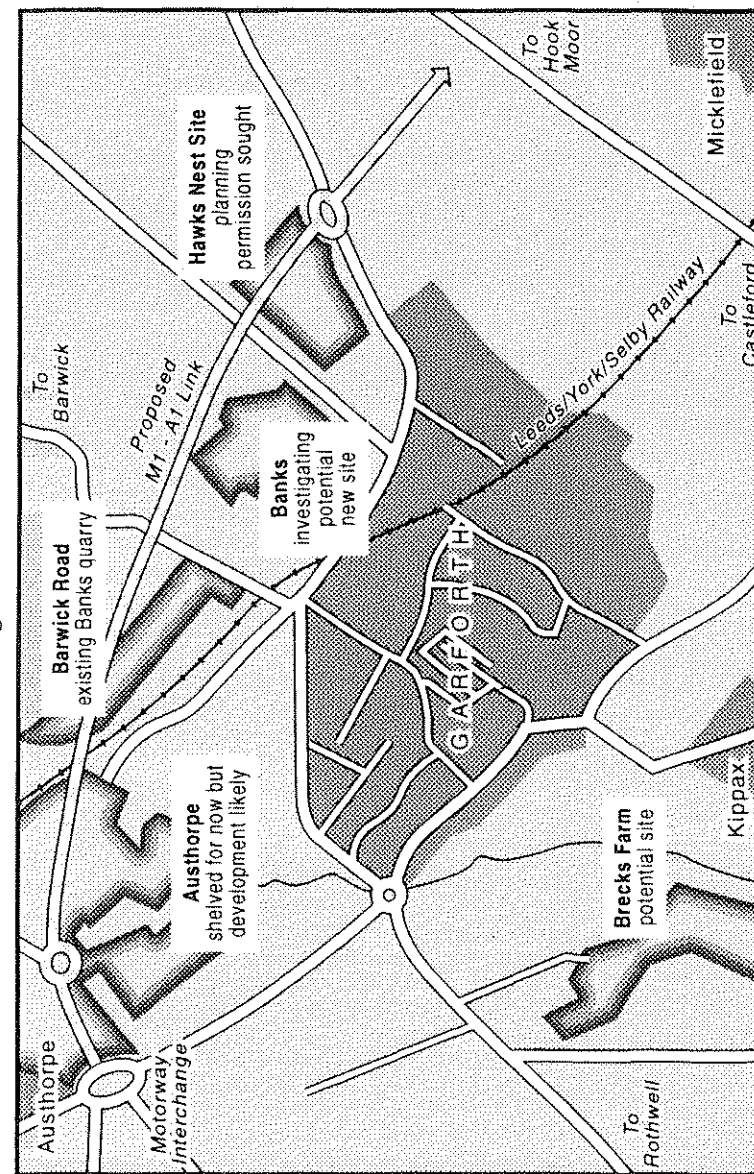 Austhorpe
Motorway
Interchange
Austhorpe
shelved for now but
development likely
Barwick Road
existing Banks quarry
To
Barwick
Proposed
M1 - A1 Link
Banks
investigating
potential
new site
Hawks Nest Site
planning
permission sought
To
Hook
Moor
Micklefield
Leeds/York/Selby Railway
To
Castleford
GARFORTH
Kippax
Brecks Farm
potential site
To
Rothwell